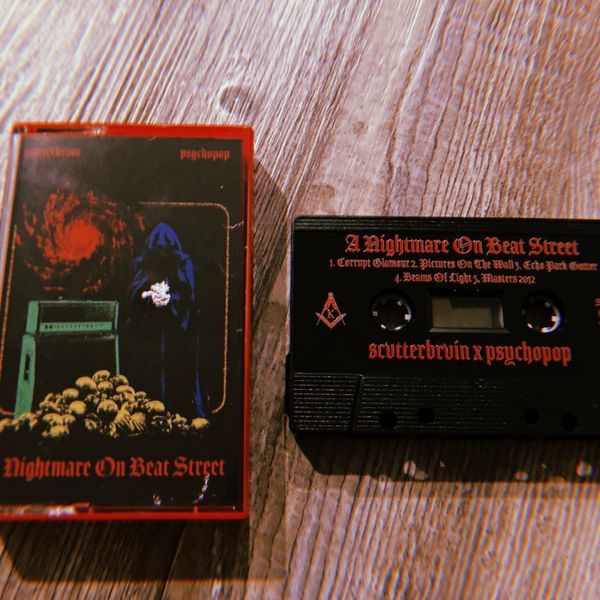 scvtterbrvin
psychopop
Nightmare On Beat Street
A Nightmare On Beat Street
1. Corrupt Glamour 2. Pictures On The Wall 3. Echo Park Gutter
4. Beams Of Light 5. Masters 2012
K
scvtterbrvin x psychopop